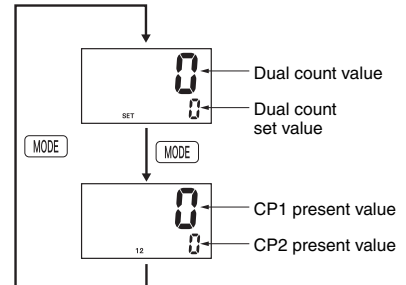 0
Dual count value
0
Dual count
set value
SET
MODE
MODE
0
CP1 present value
0
CP2 present value
12